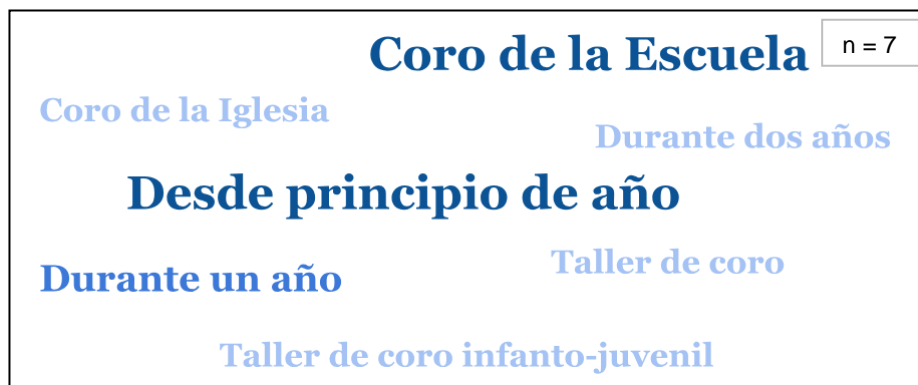 Coro de la Escuela
n = 7
Coro de la Iglesia
Durante dos años
Desde principio de año
Taller de coro
Durante un año
Taller de coro infanto-juvenil